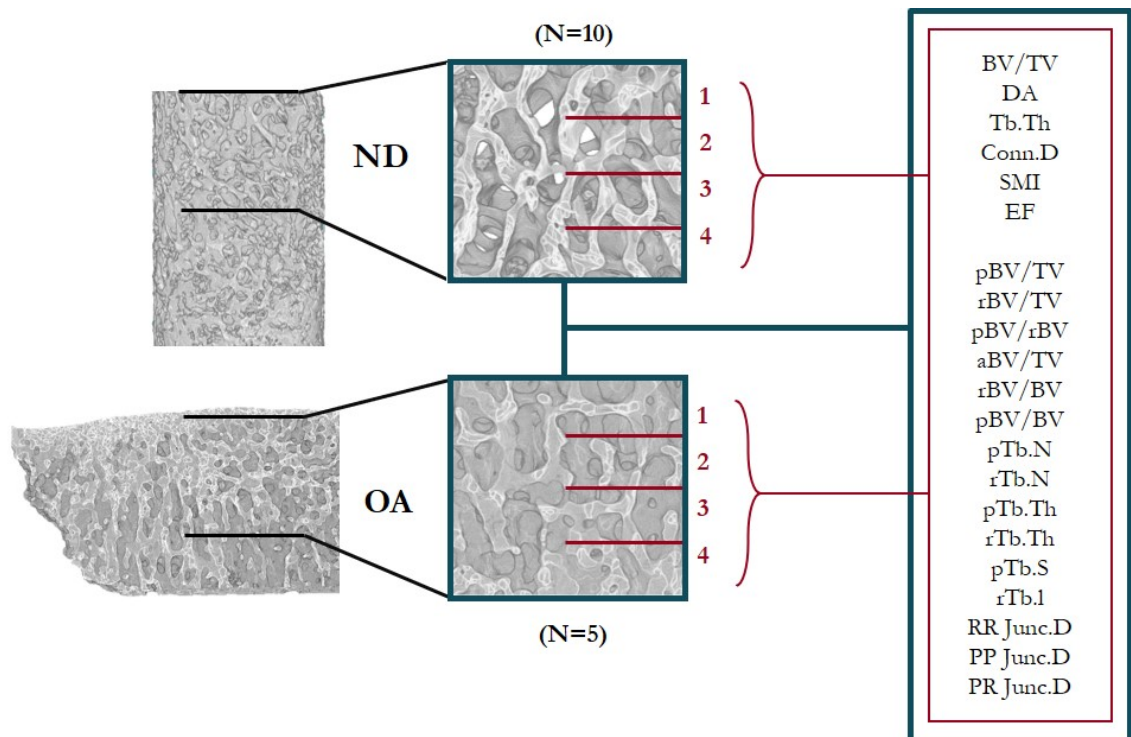 (N=10)
ND
1
2
3
4
OA
1
2
3
4
(N=5)
BV/TV
DA
Tb.Th
Conn.D
SMI
EF
pBV/TV
rBV/TV
pBV/rBV
aBV/TV
rBV/BV
pBV/BV
pTb.N
rTb.N
pTb.Th
rTb.Th
pTb.S
rTb.l
RR Junc.D
PP Junc.D
PR Junc.D